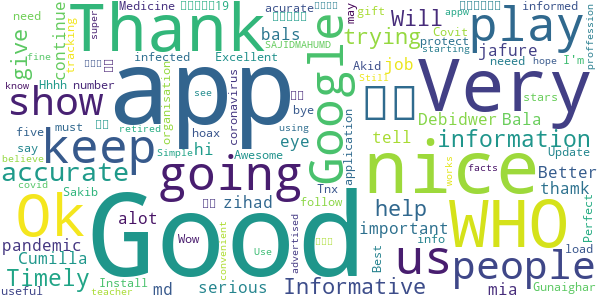 need
super
Medicine
19
acurate
gift
may
appw
informed
proffession
Thank
Google
Will
play
give
continue
tracking
Hhhh
fine
know
number
infected
Excellent
SAJIDMAHUMD
trying
bals
jafure
Akid
job
neeed
protect
Covit
starting
hope
I'm
Still
stars
show
app
Very
organisation
coronavirus
see
bye
using
five
must
say
retired
hoax
application
tell
Debidwer
Bala
keep
information
believe
Simple
hi
eye
Update
Awesome
Tnx
follow
works
facts
Better
accurate
going
nice
thamk
Sakib
covid
Perfect
Ok
Good
WHO
alot
zihad
help
important
pandemic
Wow
convenient
Use
advertised
info
us
people
Cumilla
Best
load
Timely
Install
md
serious
Informative
mia
Gunaighar
useful
teacher